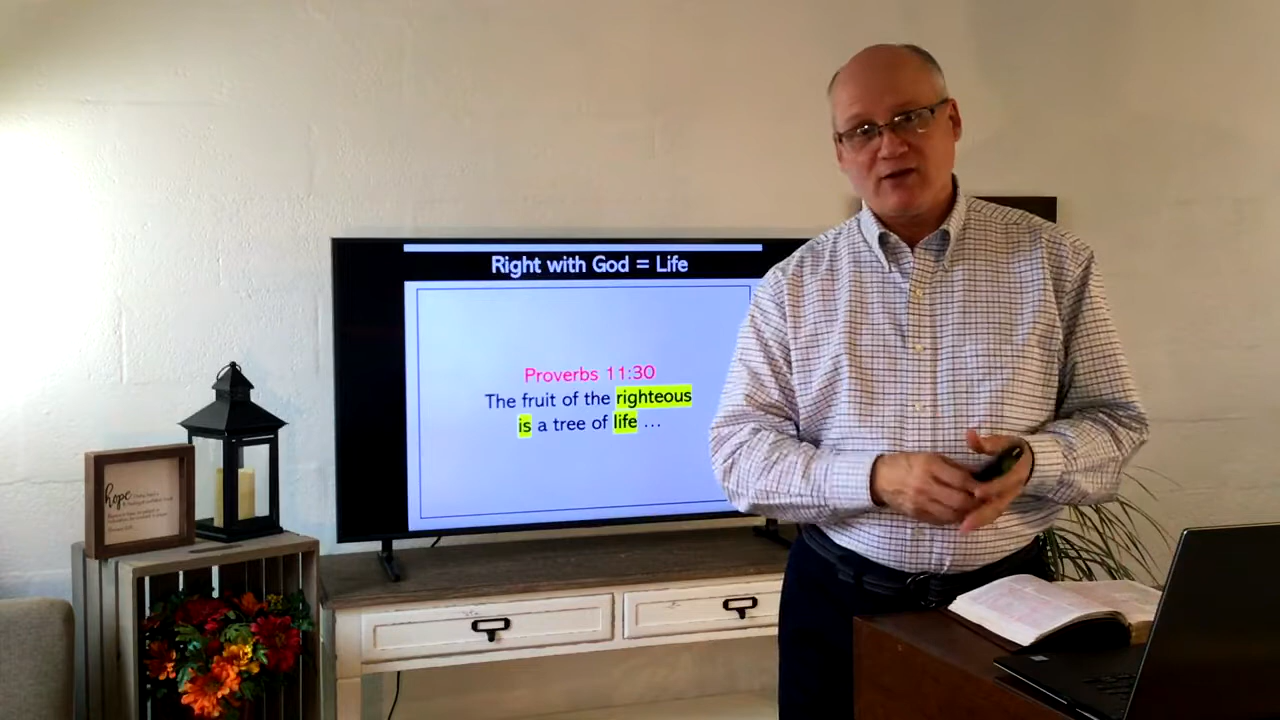 Right with God = Life
Proverbs 11:30
The fruit of the righteous
is a tree of life ...
hope